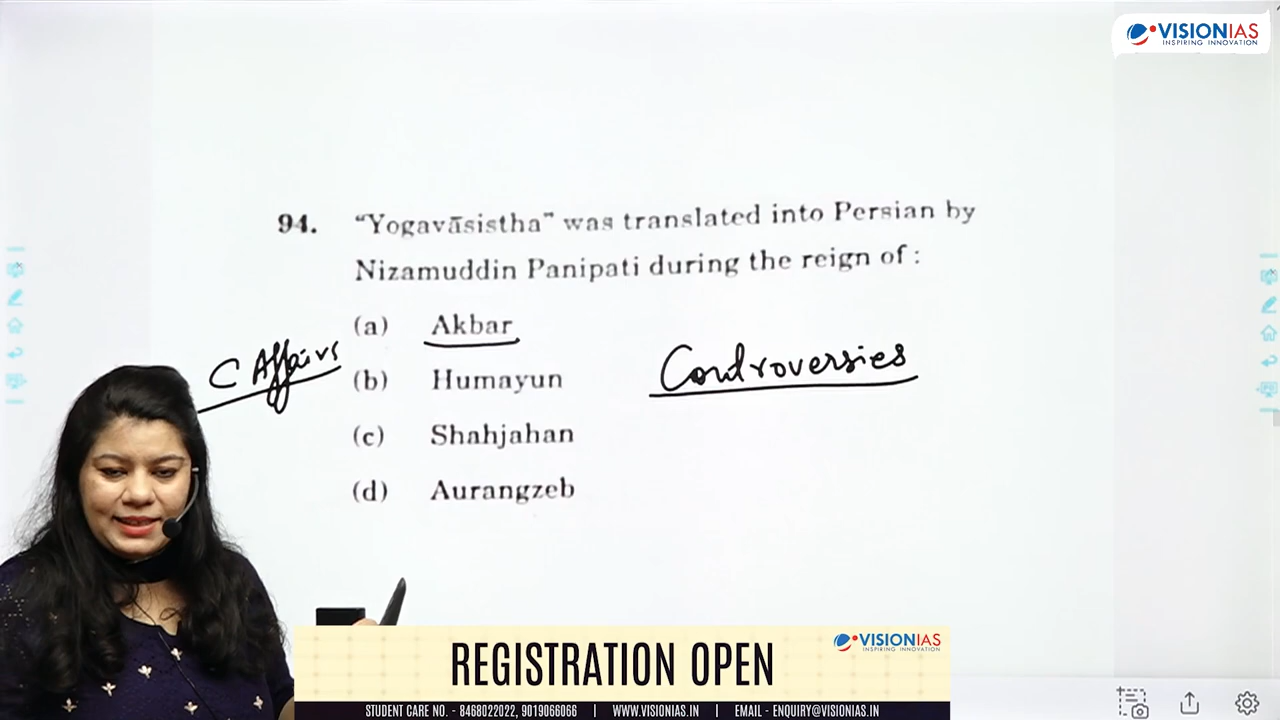 VISIONIAS
INSPIRING INNOVATION
94. “Yogavāsistha” was translated into Persian by
Nizamuddin Panipati during the reign of :
(a) Akbar
C Affairs
(b) Humayun
Controversies
(c) Shahjahan
(d) Aurangzeb
REGISTRATION OPEN
VISIONIAS
INSPIRING INNOVATION
STUDENT CARE NO. - 8468022022, 9019066066 | WWW.VISIONIAS.IN | EMAIL - ENQUIRY@VISIONIAS.IN